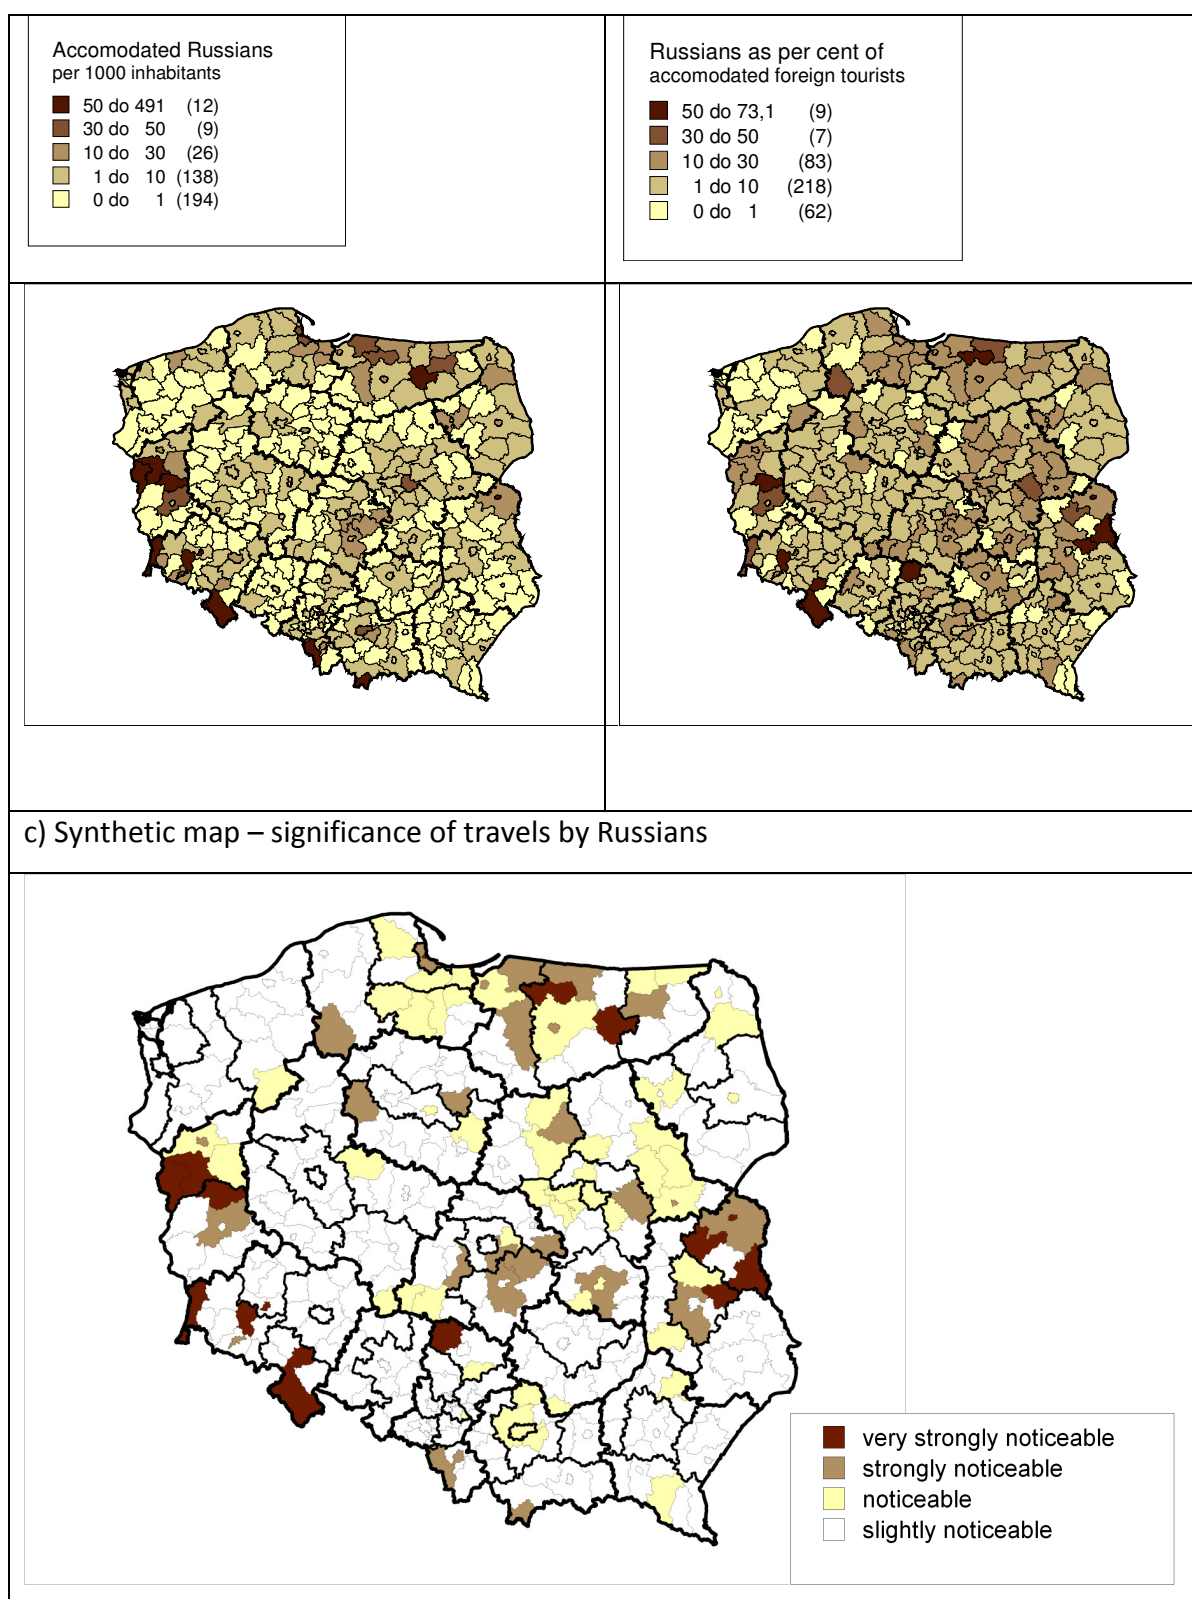 Accomodated Russians
per 1000 inhabitants
50 do 491 (12)
30 do 50 (9)
10 do 30 (26)
1 do 10 (138)
0 do 1 (194)
Russians as per cent of
accomodated foreign tourists
50 do 73,1 (9)
30 do 50 (7)
10 do 30 (83)
1 do 10 (218)
0 do 1 (62)
c) Synthetic map – significance of travels by Russians
very strongly noticeable
strongly noticeable
noticeable
slightly noticeable